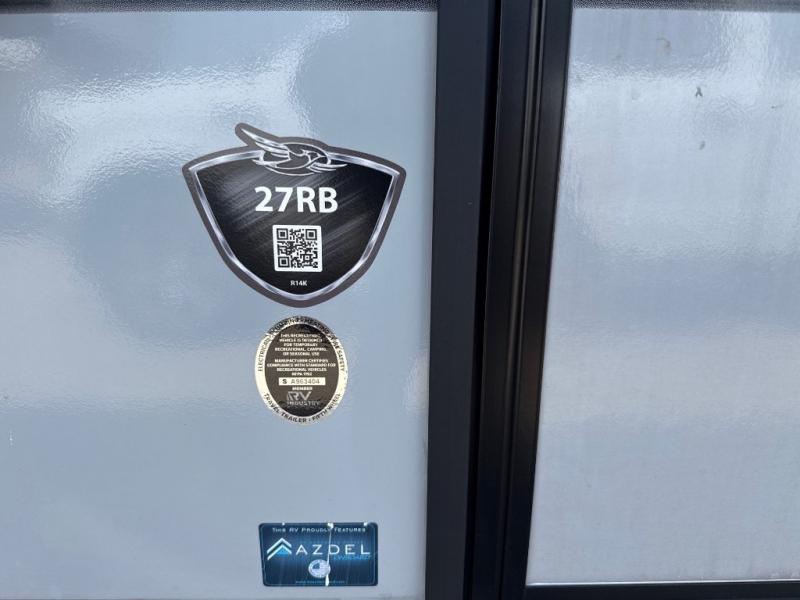 27RB
R14K
THIS RECREATIONAL
VEHICLE IS DESIGNED
FOR TEMPORARY
RECREATIONAL, CAMPING,
OR SEASONAL USE
MANUFACTURER CERTIFIES
COMPLIANCE WITH STANDARD FOR
RECREATIONAL VEHICLES
NFPA 1192
S A963404
MEMBER
RV
INDUSTRY
TRAVEL TRAILER - FIFTH WHEEL
THIS RV PROUDLY FEATURES
AZDEL
ONBOARD